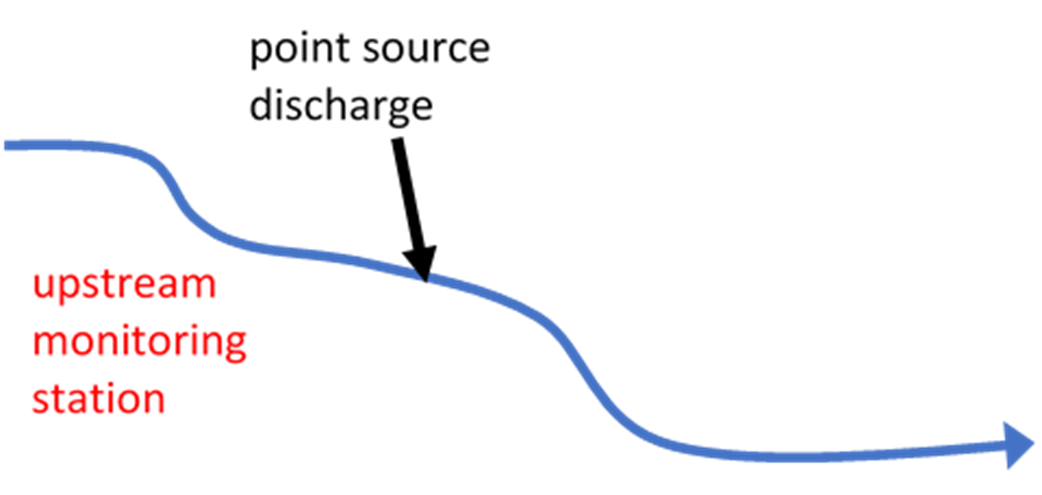 point source
discharge
upstream
monitoring
station